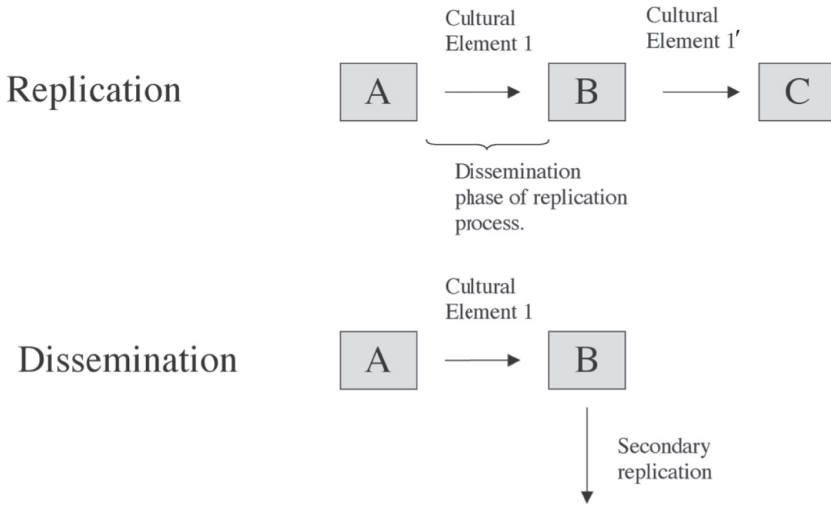 Cultural
Element 1
Cultural
Element 1′
Replication
A
B
C
Dissemination
phase of replication
process.
Cultural
Element 1
Dissemination
A
B
Secondary
replication